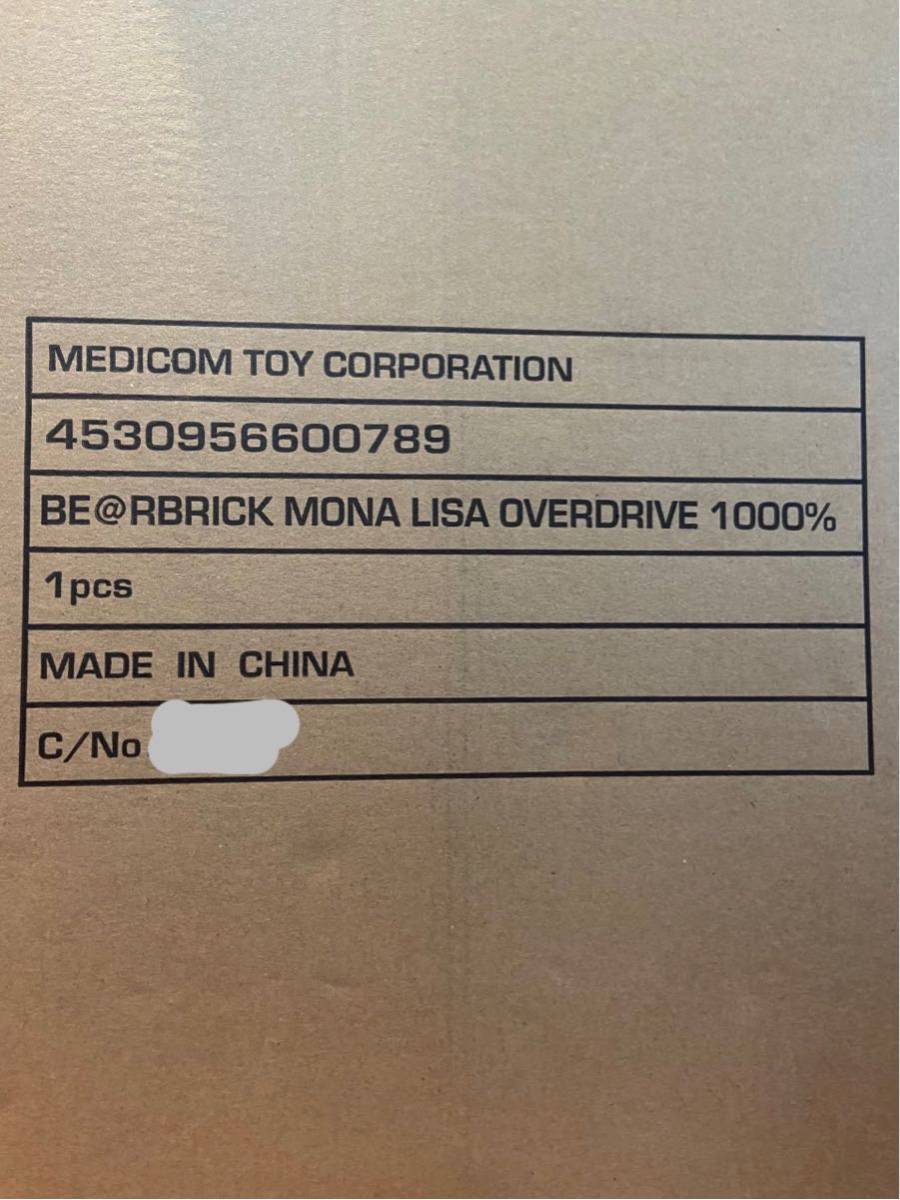 MEDICOM TOY CORPORATION
4530956600789
BE@RBRICK MONA LISA OVERDRIVE 1000%
1pcs
MADE IN CHINA
C/No